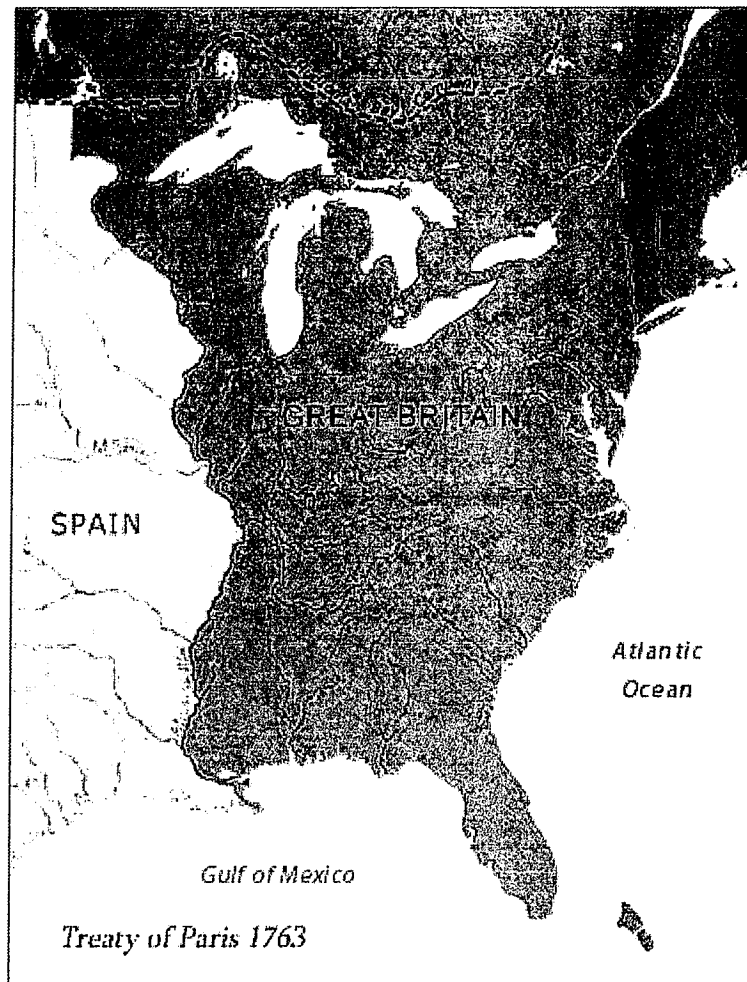 GREAT BRITAIN
SPAIN
Atlantic
Ocean
Gulf of Mexico
Treaty of Paris 1763